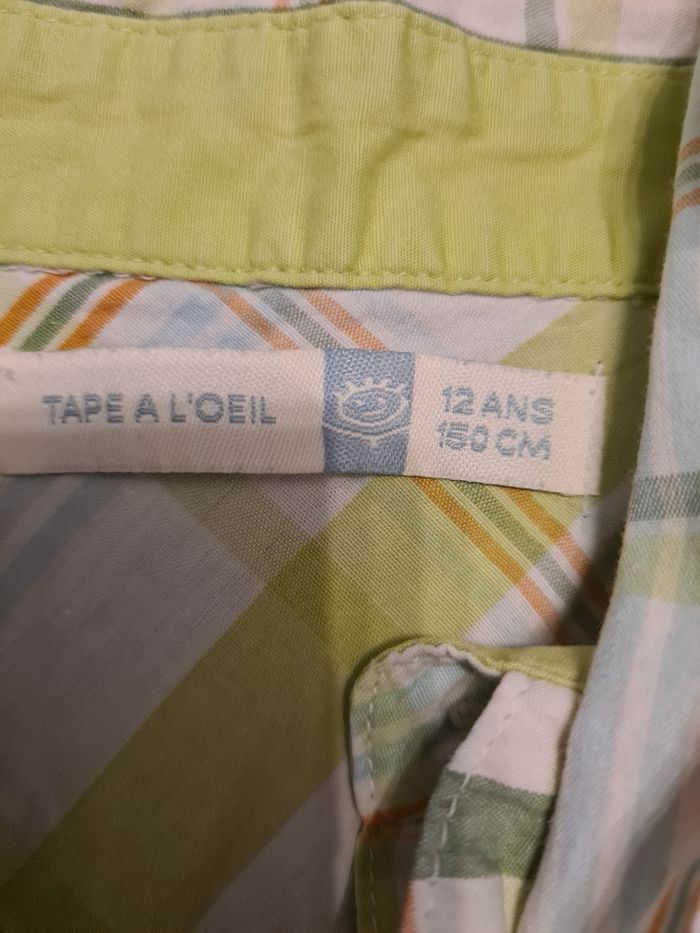 TAPE A L'OEIL
12 ANS
150 CM